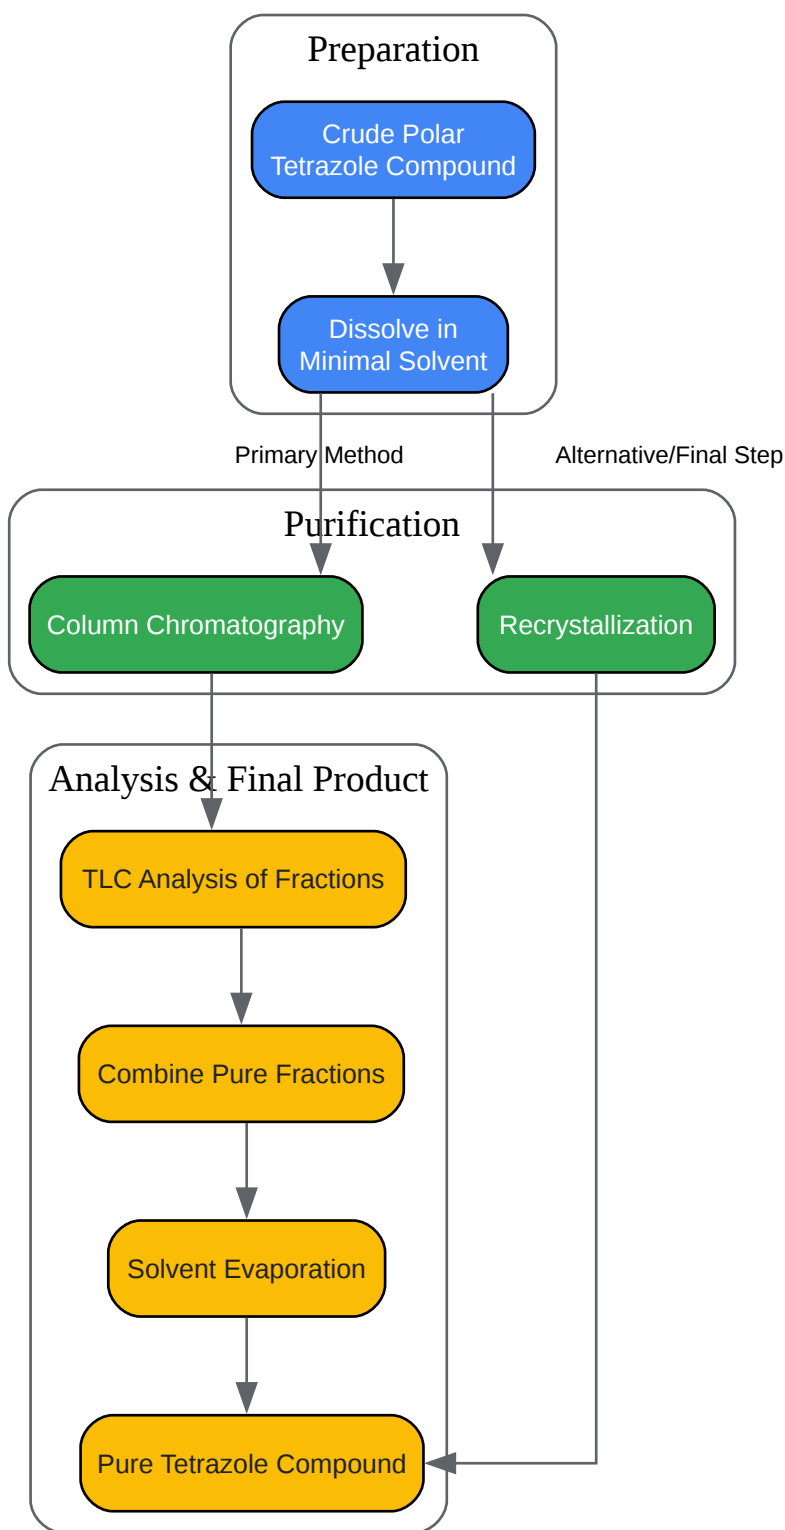 Preparation
Crude Polar
Tetrazole Compound
Dissolve in
Minimal Solvent
Primary Method
Alternative/Final Step
Purification
Column Chromatography
Recrystallization
Analysis & Final Product
TLC Analysis of Fractions
Combine Pure Fractions
Solvent Evaporation
Pure Tetrazole Compound